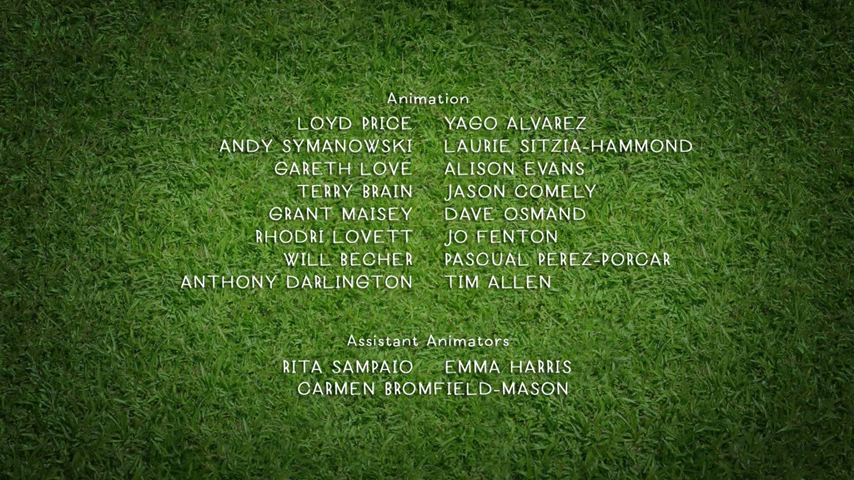 Animation
LOYD PRICE YAGO ALVAREZ
ANDY SYMANOWSKI LAURIE SITZIA-HAMMOND
GARETH LOVE ALISON EVANS
TERRY BRAIN JASON COMELY
GRANT MAISEY DAVE OSMAND
RHODRI LOVETT JO FENTON
WILL BECHER PASCUAL PEREZ-PORCAR
ANTHONY DARLINGTON TIM ALLEN
Assistant Animators
RITA SAMPAIO EMMA HARRIS
CARMEN BROMFIELD-MASON